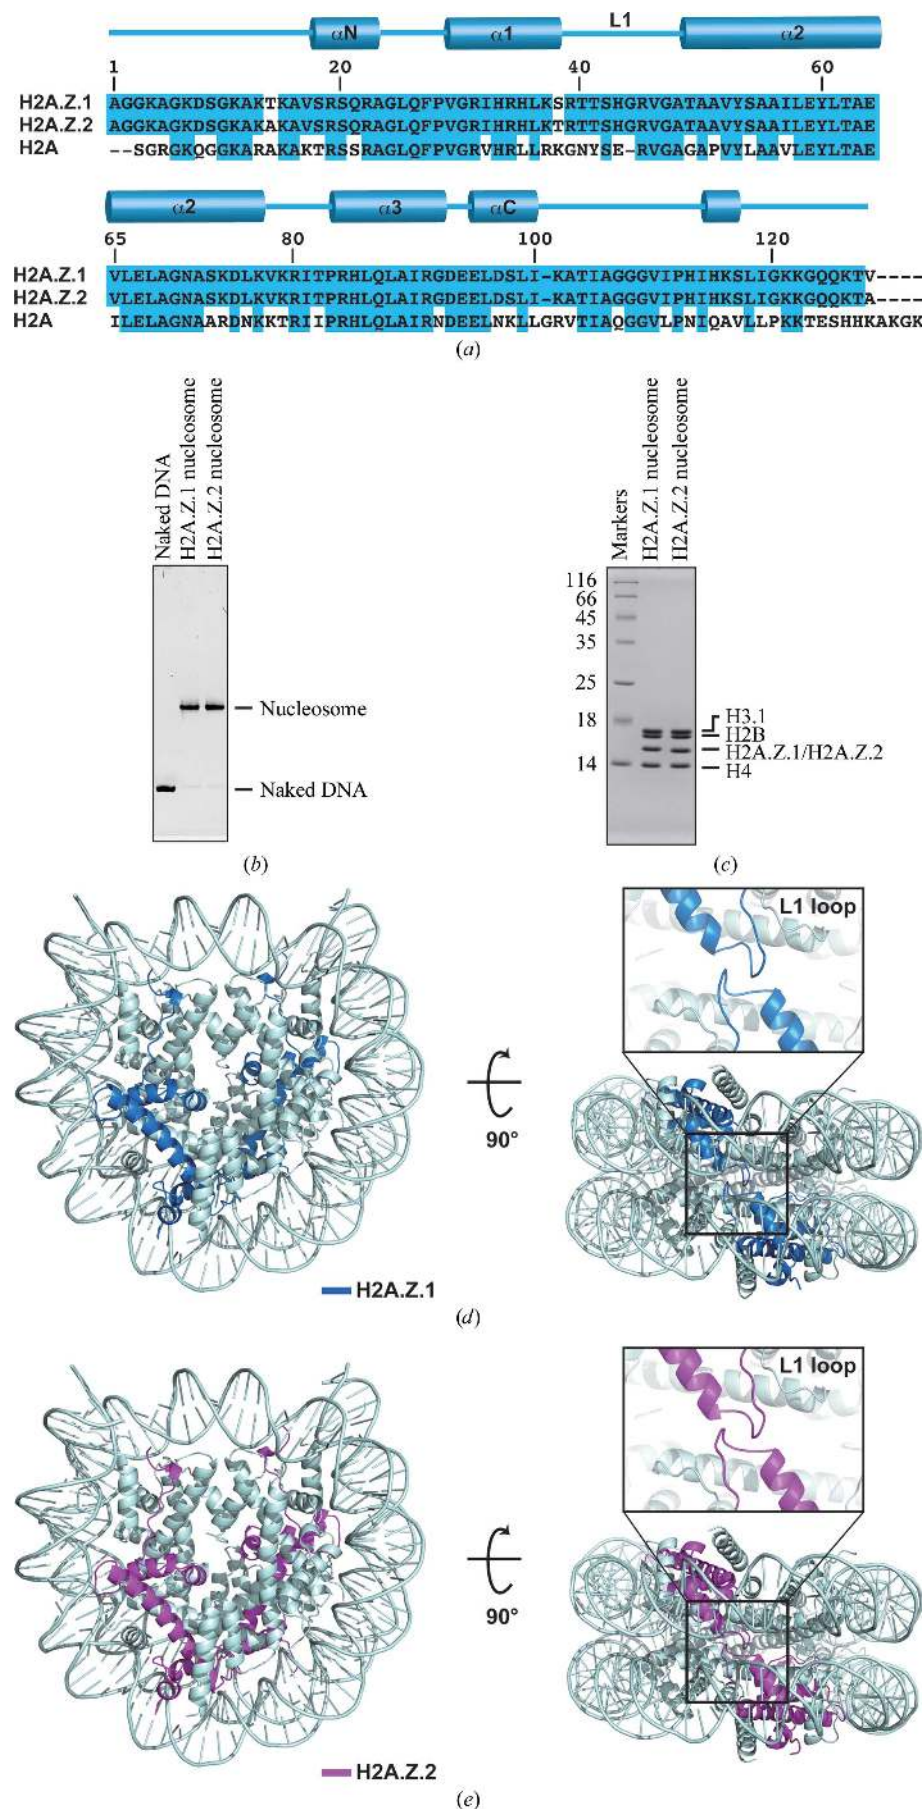 αN α1 L1 α2
1 20 40 60
H2A.Z.1 AGGKAGKDSGKAKTKAVSRSQRAGLQFPVGRIHRHLKSRTTSHGRVGATAAVYSAAILEYLTAE
H2A.Z.2 AGGKAGKDSGKAKAKAVSRSQRAGLQFPVGRIHRHLKTRTTSHGRVGATAAVYSAAILEYLTAE
H2A --SGRGKQGGKARAKAKTRSSRAGLQFPVGRVHRLLRKGNYSE-RVGAGAPVYLAAVLEYLTAE
α2 α3 αC
65 80 100 120
H2A.Z.1 VLELAGNASKDLKVKRITPRHLQLAIRGDEELDSLI-KATIAGGGVIPHIHKSLIGKKGQQKTV----
H2A.Z.2 VLELAGNASKDLKVKRITPRHLQLAIRGDEELDSLI-KATIAGGGVIPHIHKSLIGKKGQQKTA----
H2A ILELAGNAARDNKKTRIIPRHLQLAIRNDEELNKLLGRVTIAQGGVLPNIQAVLLPKKTESHHKAKGK
(a)
Naked DNA
H2A.Z.1 nucleosome
H2A.Z.2 nucleosome
Nucleosome
Naked DNA
(b)
Markers
H2A.Z.1 nucleosome
H2A.Z.2 nucleosome
116
66
45
35
25
18
14
H3.1
H2B
H2A.Z.1/H2A.Z.2
H4
(c)
L1 loop
90°
H2A.Z.1
(d)
L1 loop
90°
H2A.Z.2
(e)